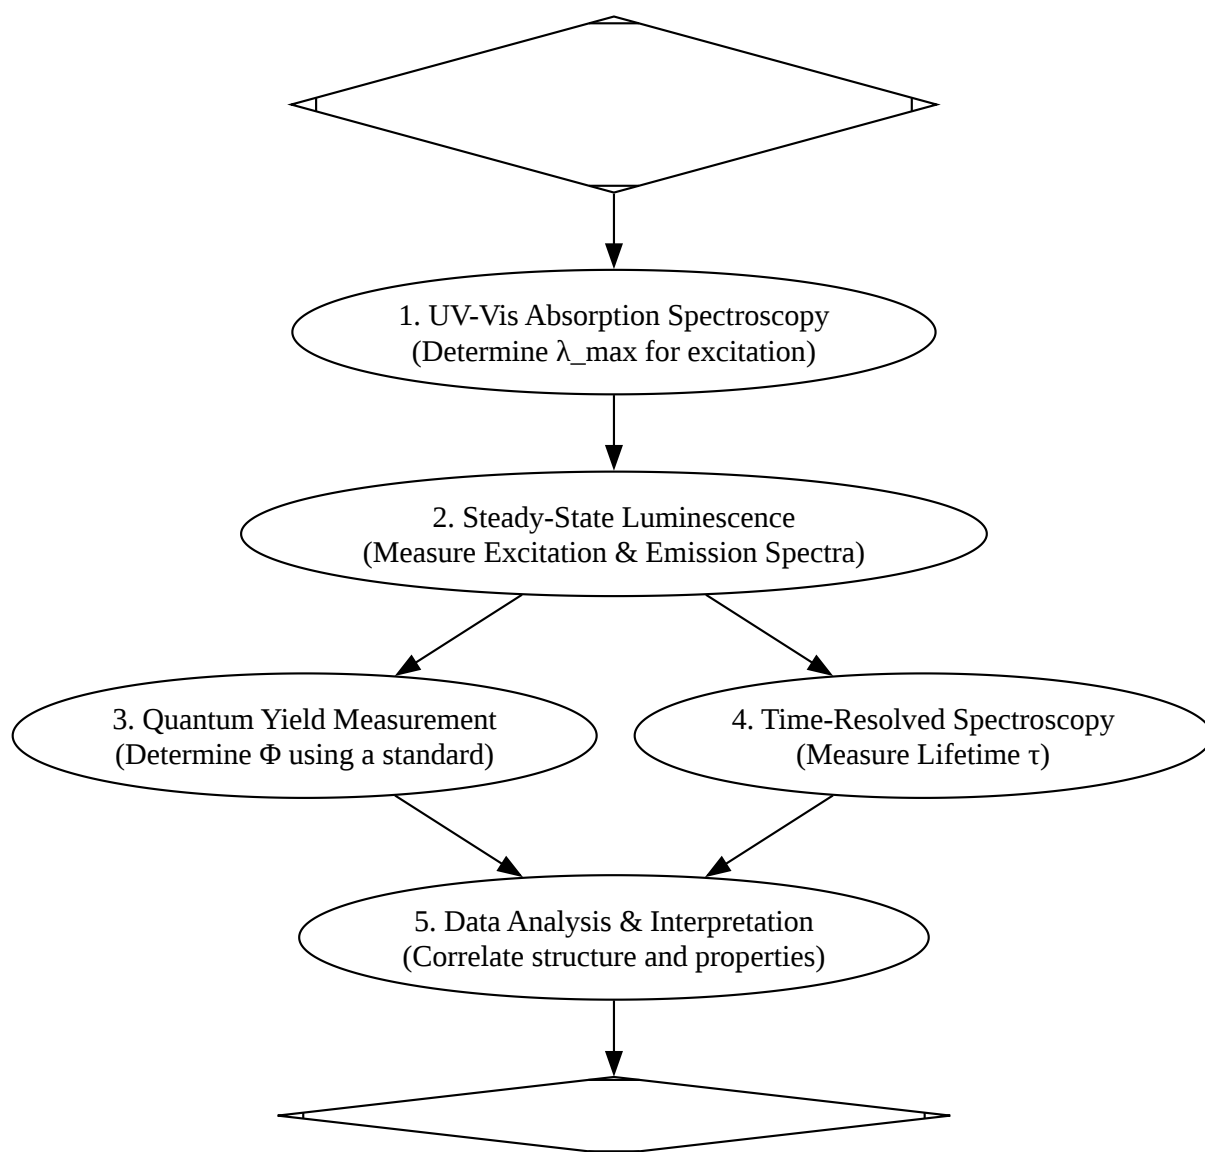 1. UV-Vis Absorption Spectroscopy
(Determine λ_max for excitation)
2. Steady-State Luminescence
(Measure Excitation & Emission Spectra)
3. Quantum Yield Measurement
(Determine Φ using a standard)
4. Time-Resolved Spectroscopy
(Measure Lifetime τ)
5. Data Analysis & Interpretation
(Correlate structure and properties)